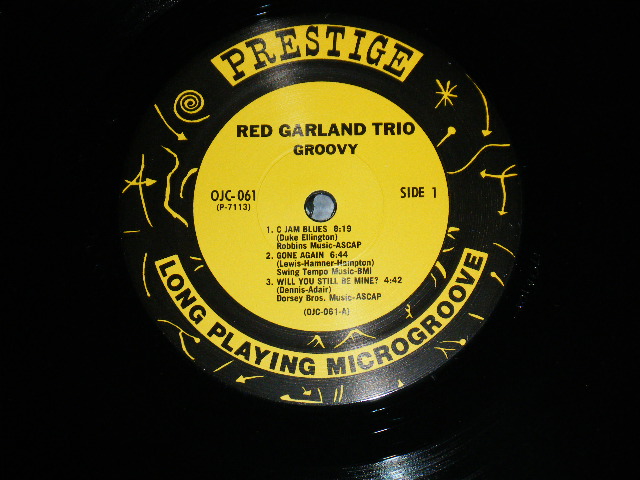 PRESTIGE
RED GARLAND TRIO
GROOVY
OJC-061
(P-7113)
SIDE 1
1. C JAM BLUES 8:19
(Duke Ellington)
Robbins Music-ASCAP
2. GONE AGAIN 6:44
(Lewis-Hamner-Hampton)
Swing Tempo Music-BMI
3. WILL YOU STILL BE MINE? 4:42
(Dennis-Adair)
Dorsey Bros. Music-ASCAP
(OJC-061-A)
LONG PLAYING MICROGROOVE